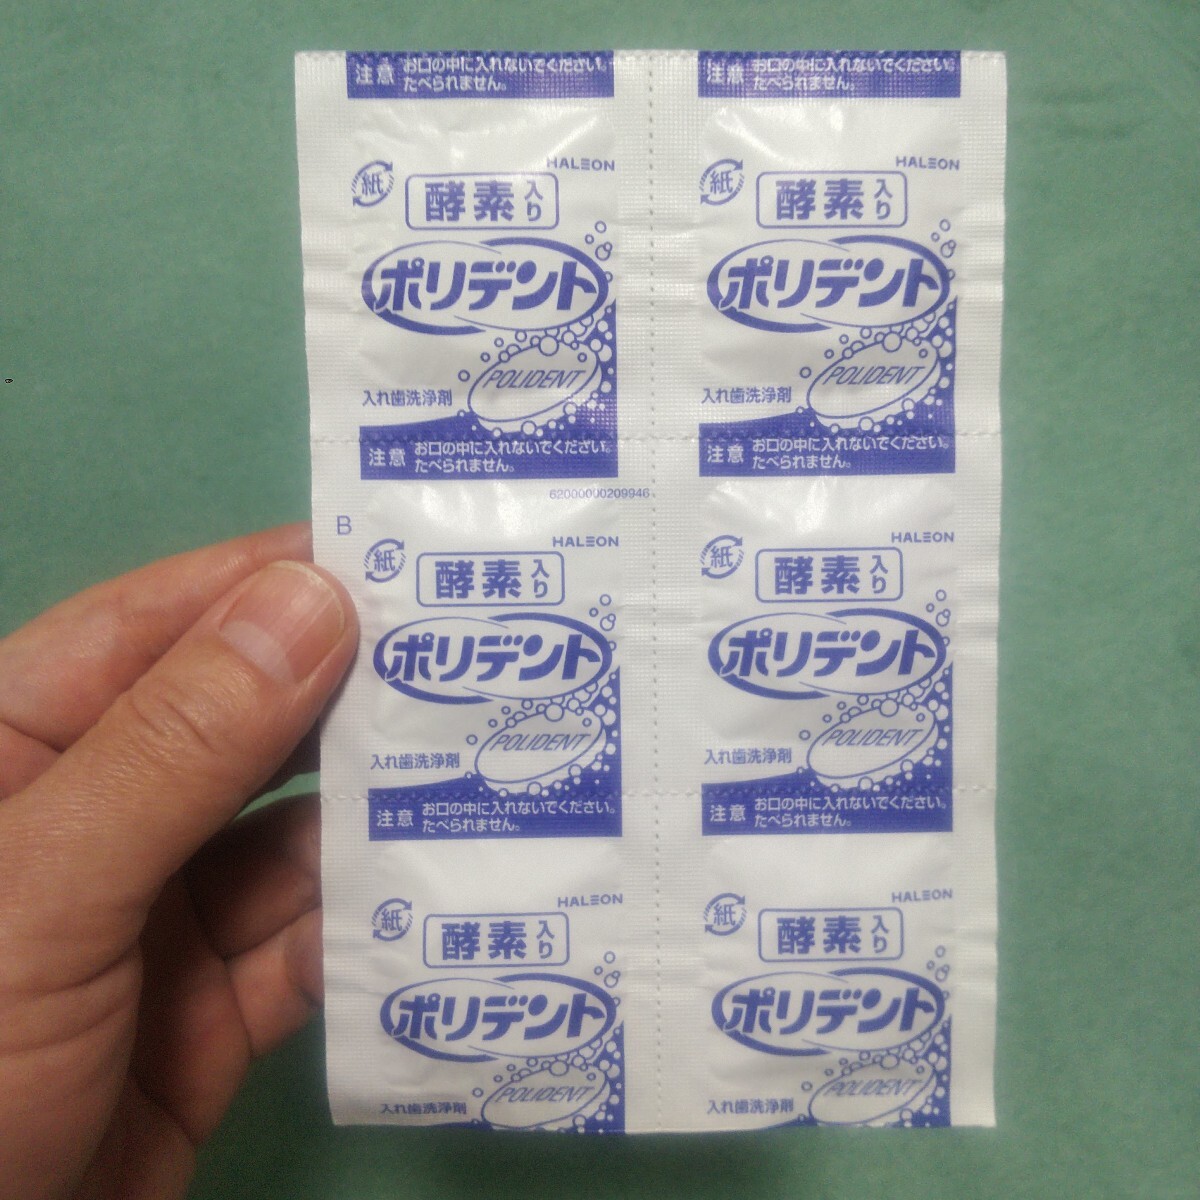 注意 お口の中に入れないでください。
たべられません。
注意 お口の中に入れないでください。
たべられません。
HALEON
紙
酵素入り
ポリデント
POLIDENT
入れ歯洗浄剤
注意 お口の中に入れないでください。
たべられません。
HALEON
紙
酵素入り
ポリデント
POLIDENT
入れ歯洗浄剤
注意 お口の中に入れないでください。
たべられません。
62000000209946
B
HALEON
紙
酵素入り
ポリデント
POLIDENT
入れ歯洗浄剤
注意 お口の中に入れないでください。
たべられません。
HALEON
紙
酵素入り
ポリデント
POLIDENT
入れ歯洗浄剤
注意 お口の中に入れないでください。
たべられません。
HALEON
紙
酵素入り
ポリデント
POLIDENT
入れ歯洗浄剤
HALEON
紙
酵素入り
ポリデント
POLIDENT
入れ歯洗浄剤